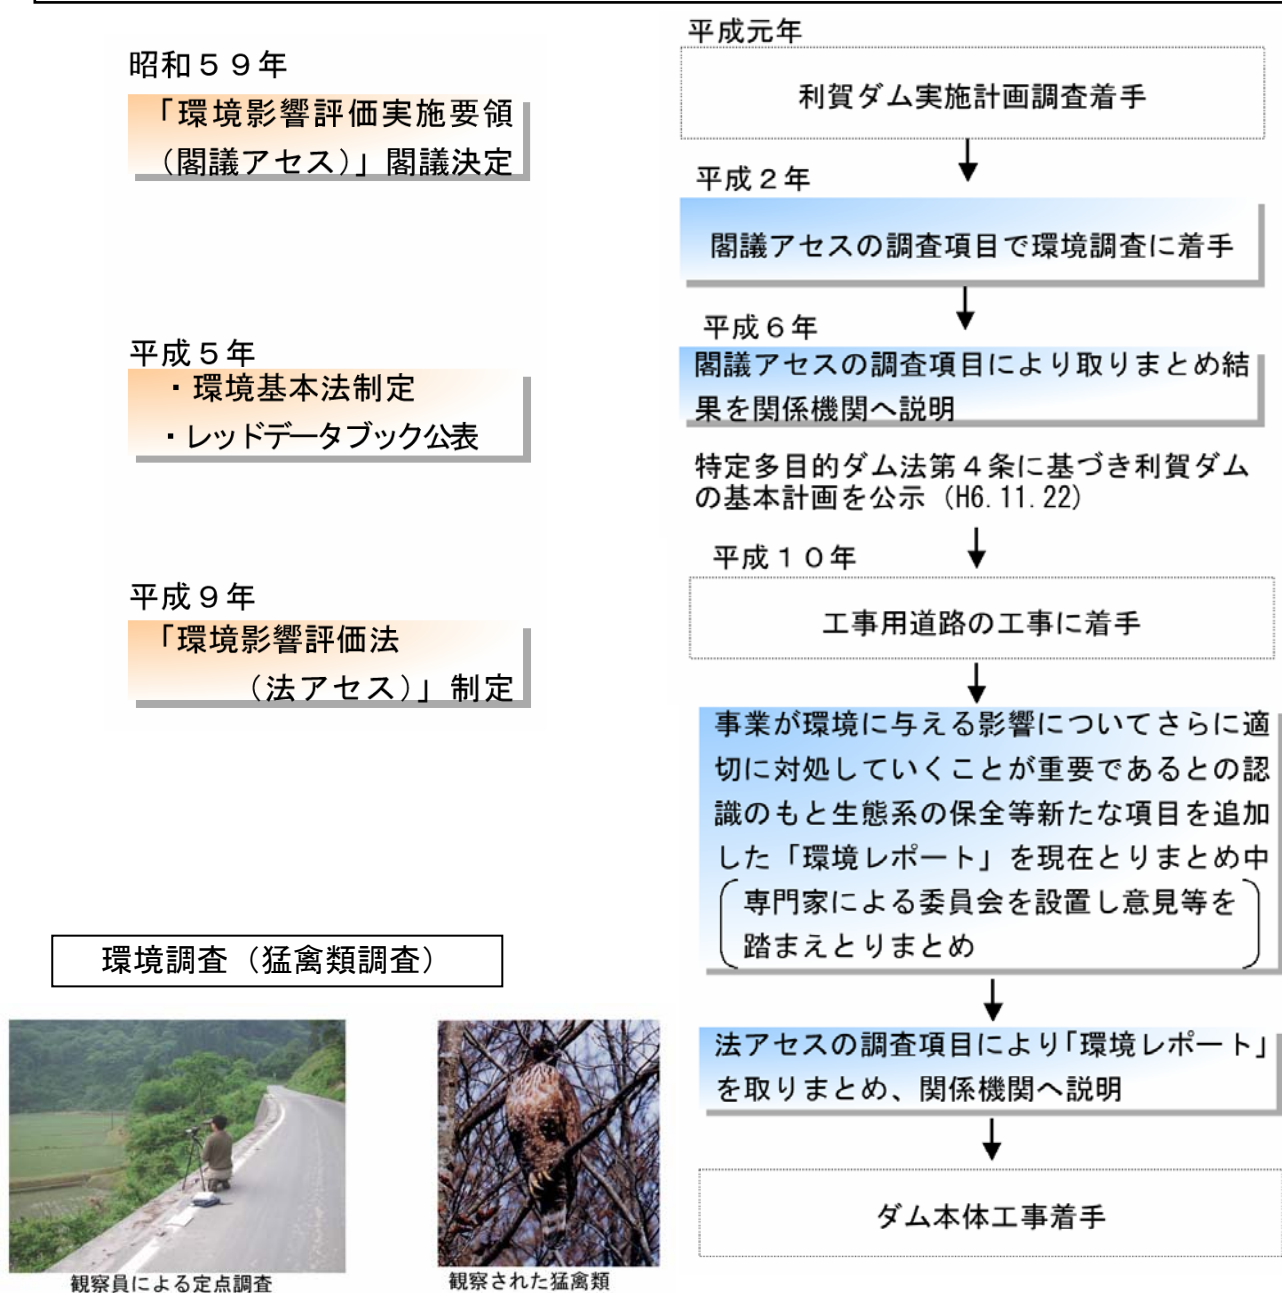 昭和５９年
「環境影響評価実施要領
（閣議アセス）」閣議決定
平成５年
・環境基本法制定
・レッドデータブック公表
平成９年
「環境影響評価法
（法アセス）」制定
環境調査（猛禽類調査）
観察員による定点調査
観察された猛禽類
平成元年
利賀ダム実施計画調査着手
平成２年
閣議アセスの調査項目で環境調査に着手
平成６年
閣議アセスの調査項目により取りまとめ結
果を関係機関へ説明
特定多目的ダム法第４条に基づき利賀ダム
の基本計画を公示（H6.11.22）
平成１０年
工事用道路の工事に着手
事業が環境に与える影響についてさらに適
切に対処していくことが重要であるとの認
識のもと生態系の保全等新たな項目を追加
した「環境レポート」を現在とりまとめ中
（専門家による委員会を設置し意見等を
踏まえとりまとめ）
法アセスの調査項目により「環境レポート」
を取りまとめ、関係機関へ説明
ダム本体工事着手